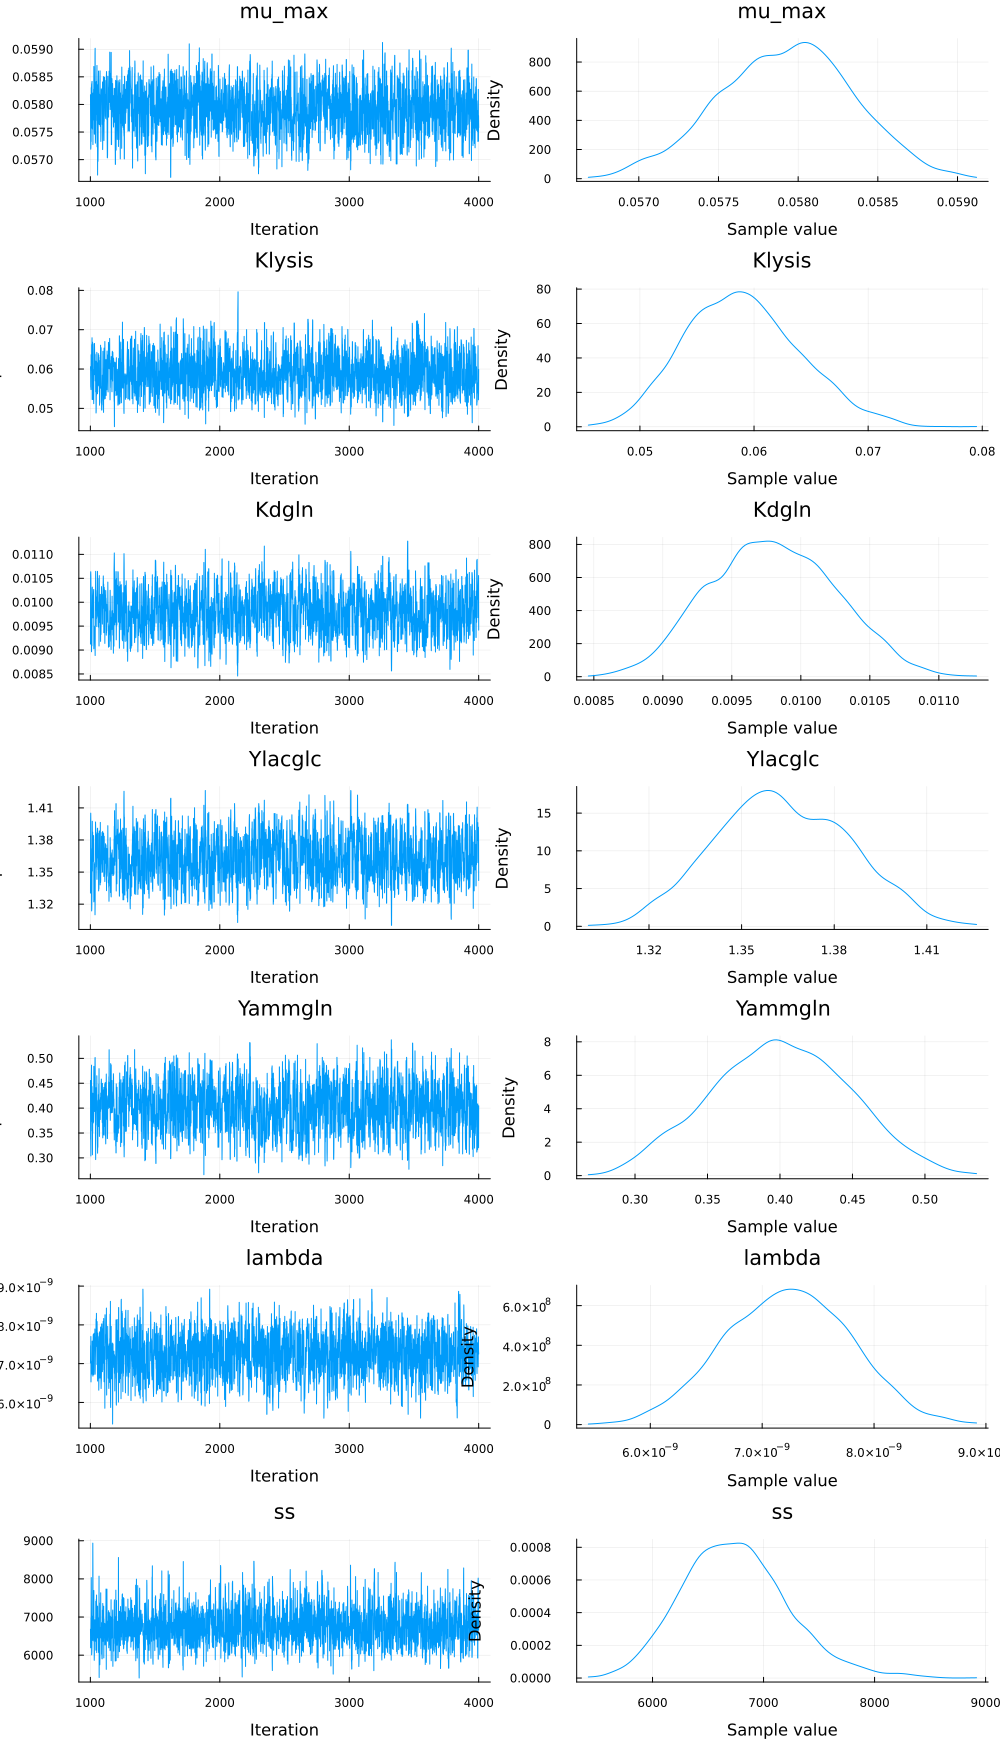 mu_max mu_max
0.0590
0.0585
0.0580
0.0575
0.0570
1000 2000 3000 4000
Iteration
Density
800
600
400
200
0
0.0570 0.0575 0.0580 0.0585 0.0590
Sample value
Klysis Klysis
0.08
0.07
0.06
0.05
1000 2000 3000 4000
Iteration
Density
80
60
40
20
0
0.05 0.06 0.07 0.08
Sample value
Kdgln Kdgln
0.0110
0.0105
0.0100
0.0095
0.0090
0.0085
1000 2000 3000 4000
Iteration
Density
800
600
400
200
0
0.0085 0.0090 0.0095 0.0100 0.0105 0.0110
Sample value
Ylacglc Ylacglc
1.41
1.38
1.35
1.32
1000 2000 3000 4000
Iteration
Density
15
10
5
0
1.32 1.35 1.38 1.41
Sample value
Yammgln Yammgln
0.50
0.45
0.40
0.35
0.30
1000 2000 3000 4000
Iteration
Density
8
6
4
2
0
0.30 0.35 0.40 0.45 0.50
Sample value
lambda lambda
9.0×10⁻⁹
8.0×10⁻⁹
7.0×10⁻⁹
6.0×10⁻⁹
1000 2000 3000 4000
Iteration
Density
6.0×10⁸
4.0×10⁸
2.0×10⁸
0
6.0×10⁻⁹ 7.0×10⁻⁹ 8.0×10⁻⁹ 9.0×10
Sample value
ss ss
9000
8000
7000
6000
1000 2000 3000 4000
Iteration
Density
0.0008
0.0006
0.0004
0.0002
0.0000
6000 7000 8000 9000
Sample value